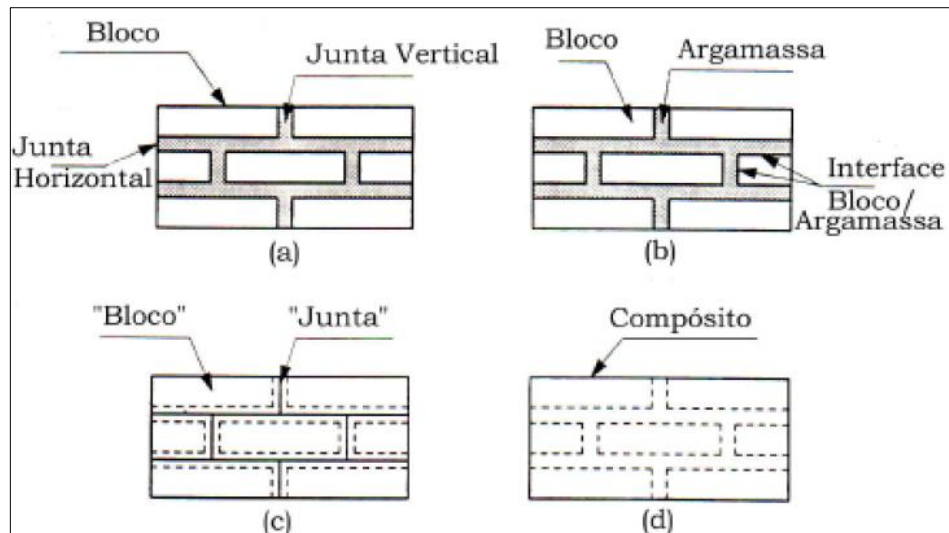 Bloco
Junta Vertical
Junta
Horizontal
(a)
Bloco
Argamassa
Interface
Bloco/
Argamassa
(b)
"Bloco"
"Junta"
(c)
Compósito
(d)